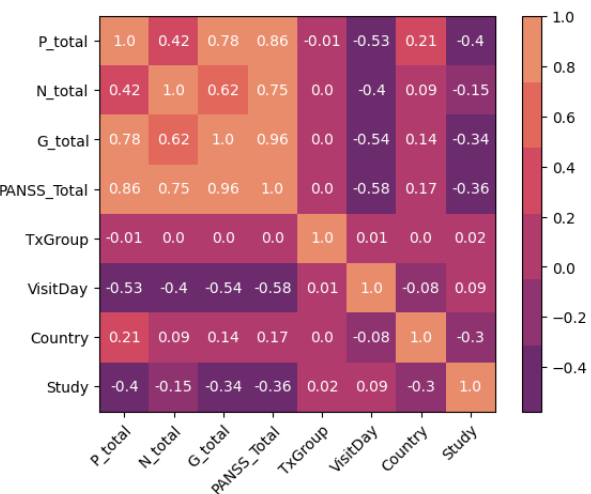 P_total 1.0 0.42 0.78 0.86 -0.01 -0.53 0.21 -0.4
N_total 0.42 1.0 0.62 0.75 0.0 -0.4 0.09 -0.15
G_total 0.78 0.62 1.0 0.96 0.0 -0.54 0.14 -0.34
PANSS_Total 0.86 0.75 0.96 1.0 0.0 -0.58 0.17 -0.36
TxGroup -0.01 0.0 0.0 0.0 1.0 0.01 0.0 0.02
VisitDay -0.53 -0.4 -0.54 -0.58 0.01 1.0 -0.08 0.09
Country 0.21 0.09 0.14 0.17 0.0 -0.08 1.0 -0.3
Study -0.4 -0.15 -0.34 -0.36 0.02 0.09 -0.3 1.0
P_total N_total G_total PANSS_Total TxGroup VisitDay Country Study
1.0
0.8
0.6
0.4
0.2
0.0
−0.2
−0.4